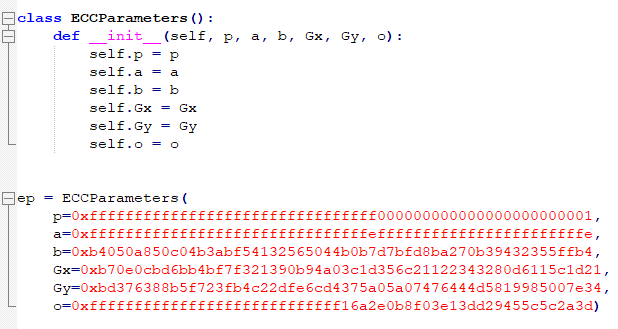 class ECCParameters():
    def __init__(self, p, a, b, Gx, Gy, o):
        self.p = p
        self.a = a
        self.b = b
        self.Gx = Gx
        self.Gy = Gy
        self.o = o
ep = ECCParameters(
    p=0xffffffffffffffffffffffffffffffff000000000000000000000001,
    a=0xfffffffffffffffffffffffffffffffefffffffffffffffffffffffe,
    b=0xb4050a850c04b3abf54132565044b0b7d7bfd8ba270b39432355ffb4,
    Gx=0xb70e0cbd6bb4bf7f321390b94a03c1d356c21122343280d6115c1d21,
    Gy=0xbd376388b5f723fb4c22dfe6cd4375a05a07476444d5819985007e34,
    o=0xffffffffffffffffffffffffffff16a2e0b8f03e13dd29455c5c2a3d)